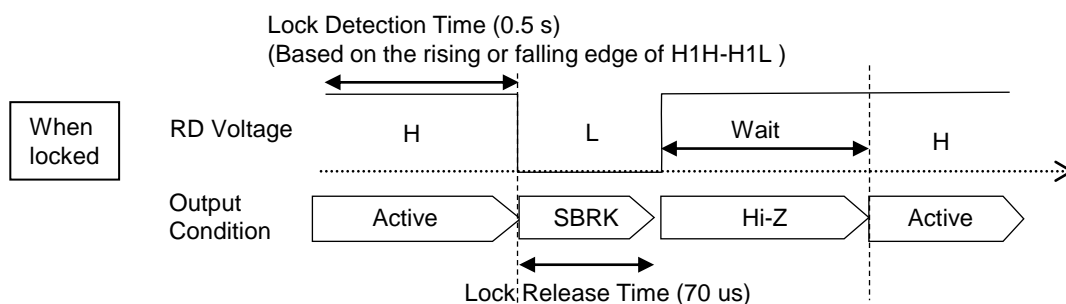 Lock Detection Time (0.5 s)
(Based on the rising or falling edge of H1H-H1L )
When
locked
RD Voltage
H
L
Wait
H
Output
Condition
Active
SBRK
Hi-Z
Active
Lock Release Time (70 us)